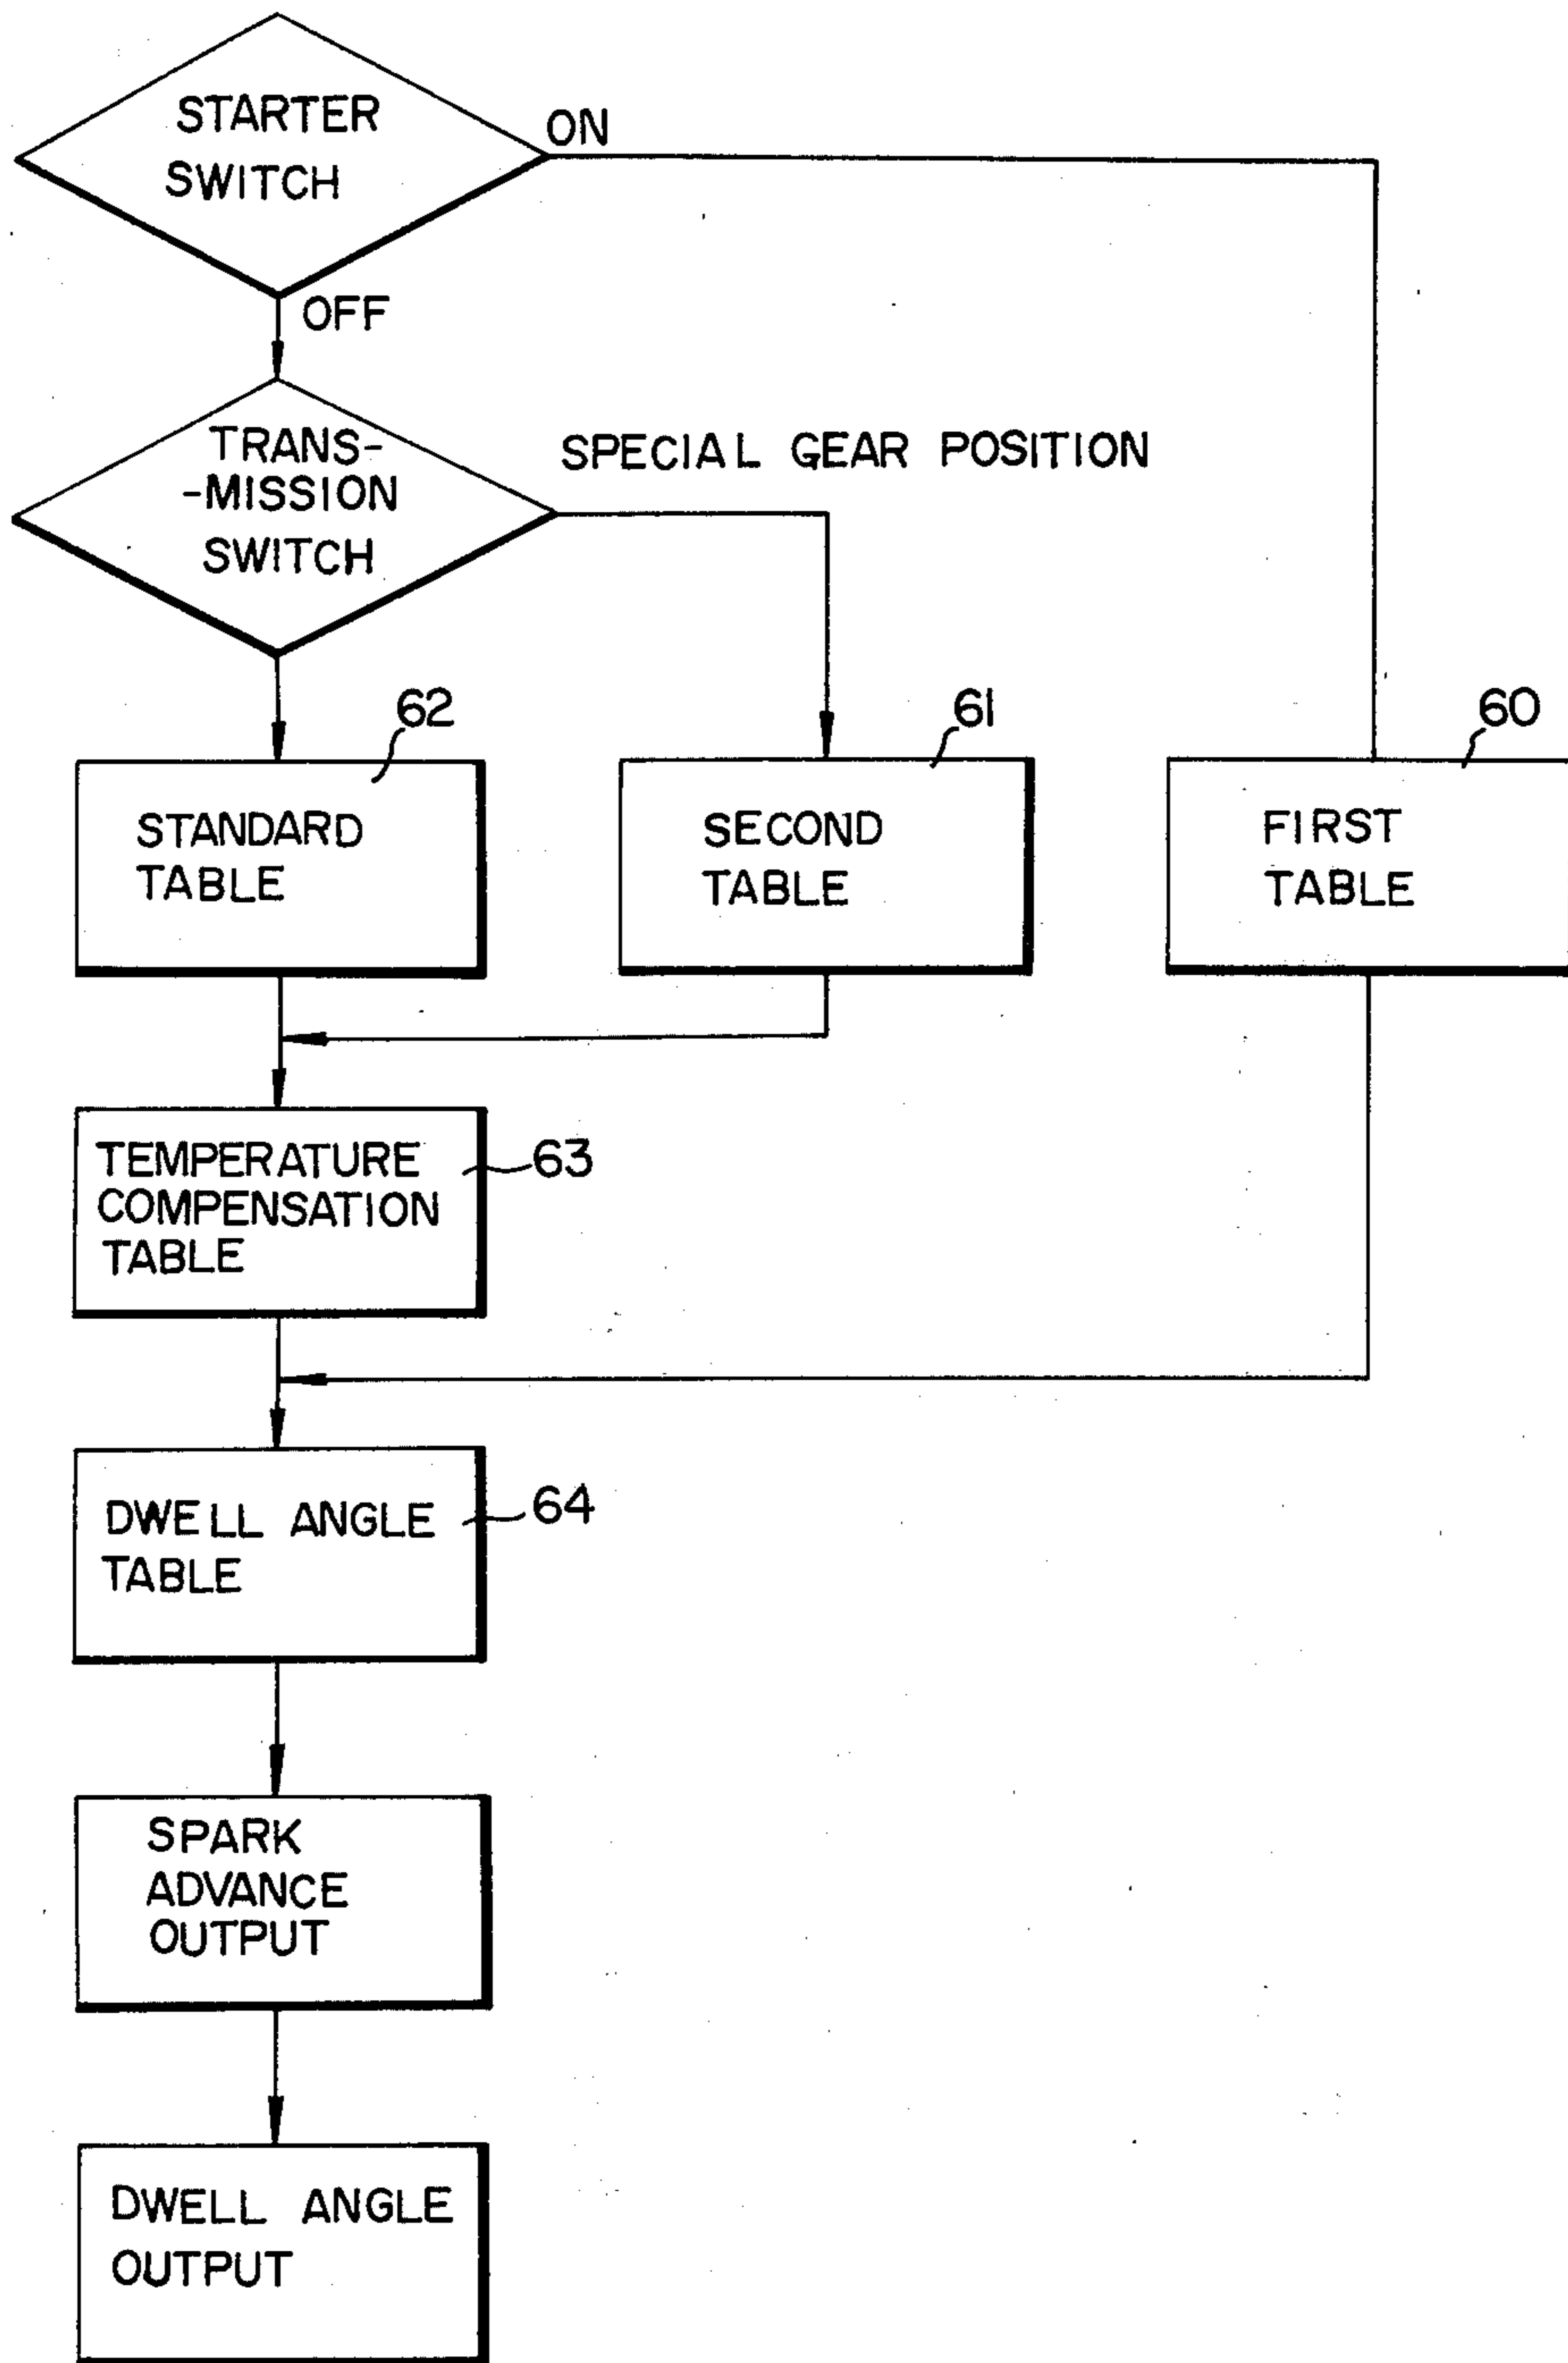 STARTER
SWITCH
ON
OFF
TRANS-
-MISSION
SWITCH
SPECIAL GEAR POSITION
62
61
60
STANDARD
TABLE
SECOND
TABLE
FIRST
TABLE
TEMPERATURE
COMPENSATION
TABLE
63
DWELL ANGLE
TABLE
64
SPARK
ADVANCE
OUTPUT
DWELL ANGLE
OUTPUT